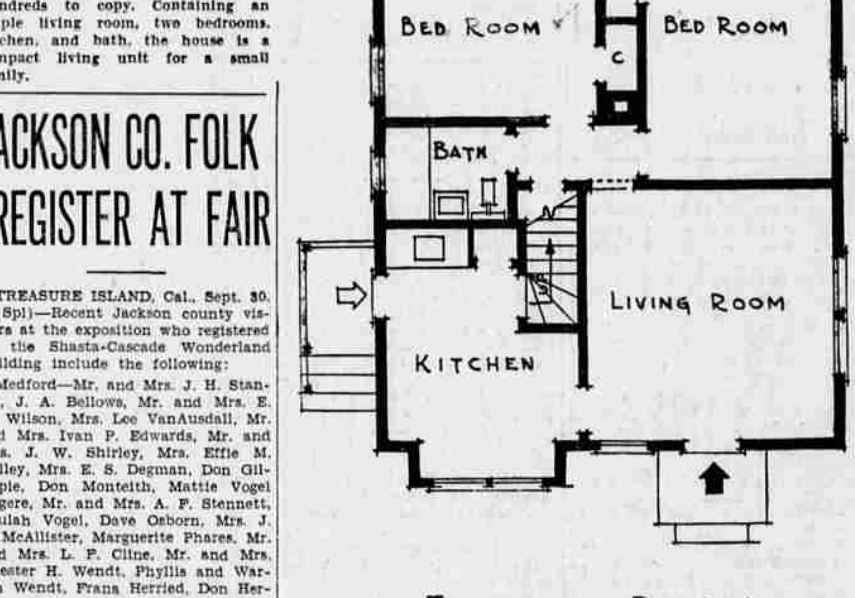 ndreds to copy. Containing an
ple living room, two bedrooms,
chen, and bath, the house is a
mpact living unit for a small
mily.
ACKSON CO. FOLK
REGISTER AT FAIR
TREASURE ISLAND, Cal., Sept. 30.
Spl)—Recent Jackson county vis-
rs at the exposition who registered
the Shasta-Cascade Wonderland
ilding include the following:
Medford—Mr. and Mrs. J. H. Stan-
, J. A. Bellows, Mr. and Mrs. E.
Wilson, Mrs. Lee VanAusdall, Mr.
d Mrs. Ivan P. Edwards, Mr. and
s. J. W. Shirley, Mrs. Effie M.
lley, Mrs. E. S. Degman, Don Gil-
ple, Don Monteith, Mattie Vogel
gere, Mr. and Mrs. A. F. Stennett,
ulah Vogel, Dave Osborn, Mrs. J.
McAllister, Marguerite Phares, Mr.
d Mrs. L. P. Cline, Mr. and Mrs.
ester H. Wendt, Phyllis and War-
n Wendt, Frans Herried, Don Her-
BED ROOM
C
BED ROOM
BATH
LIVING ROOM
KITCHEN